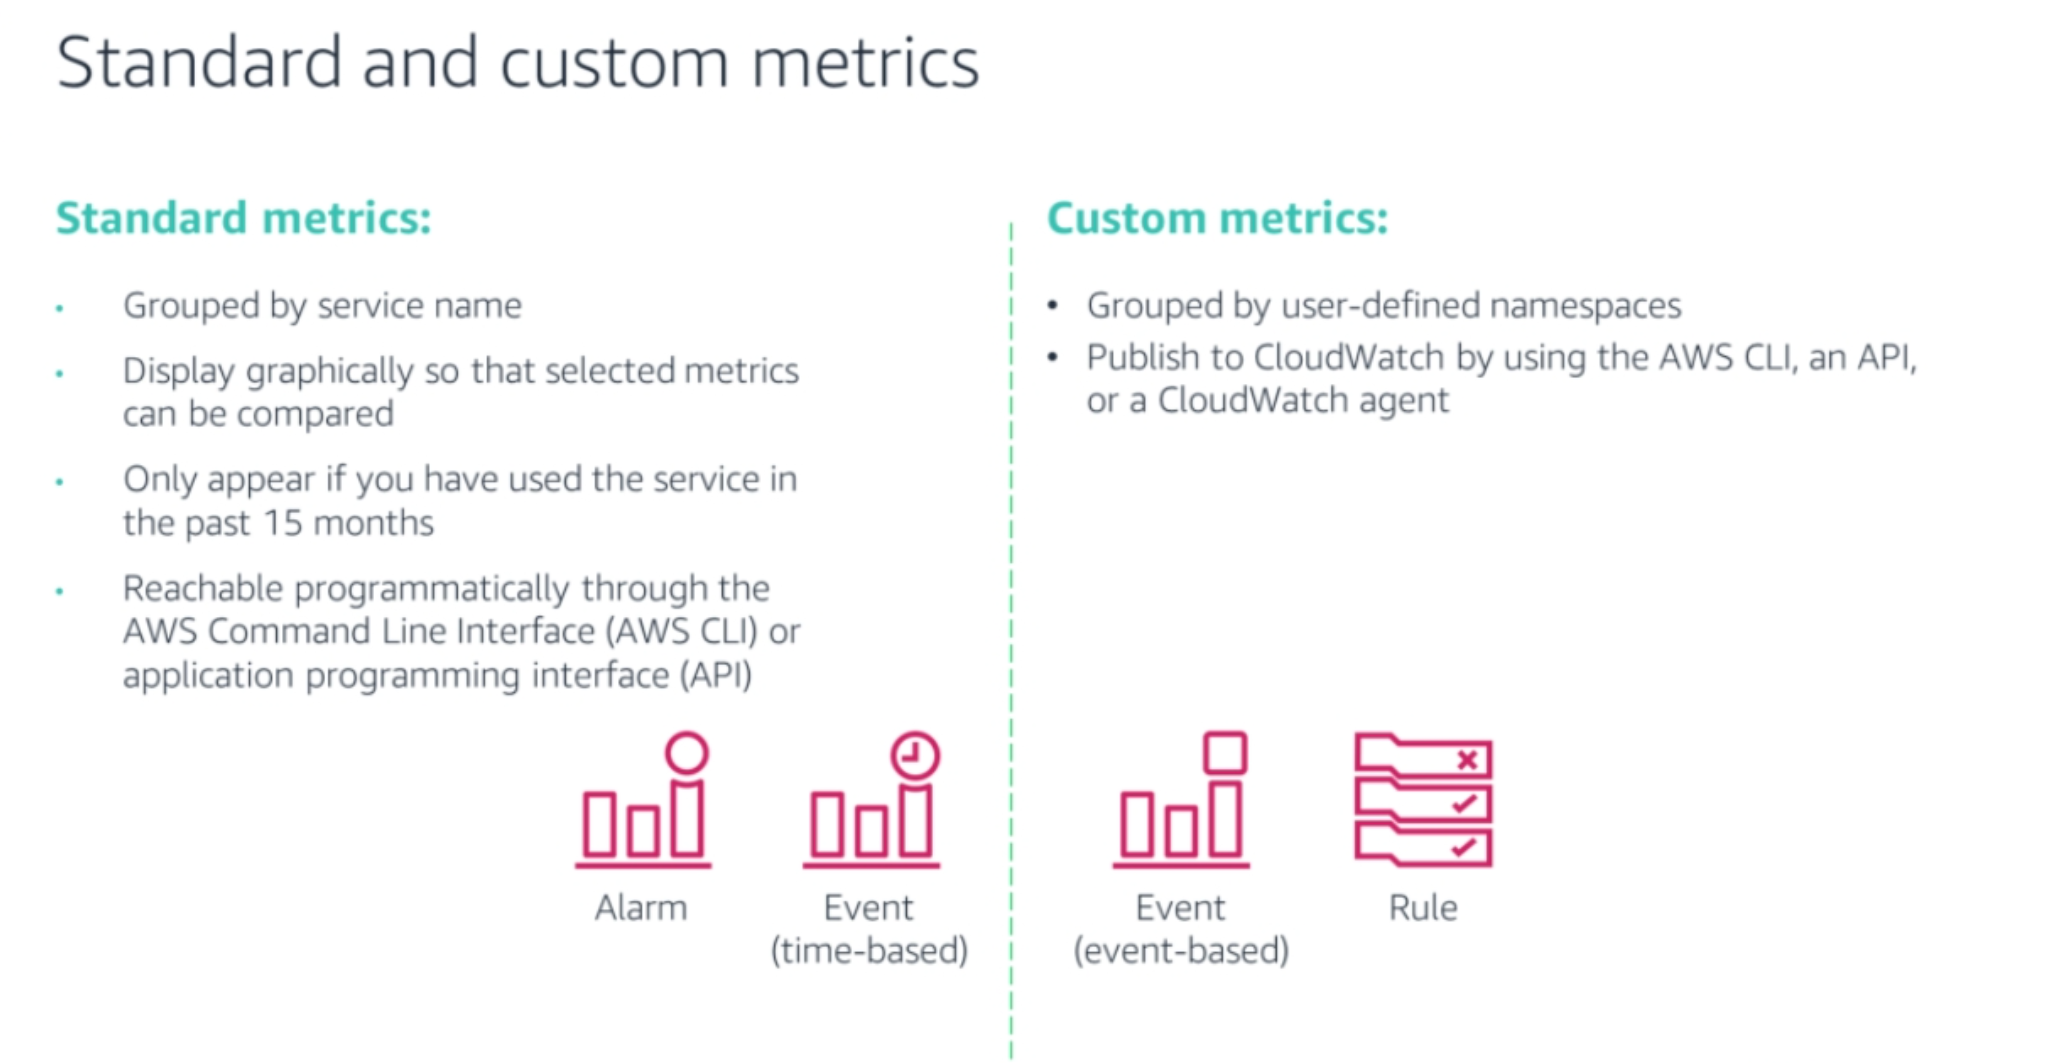 Standard and custom metrics
Standard metrics:
• Grouped by service name
• Display graphically so that selected metrics
can be compared
• Only appear if you have used the service in
the past 15 months
• Reachable programmatically through the
AWS Command Line Interface (AWS CLI) or
application programming interface (API)
Custom metrics:
• Grouped by user-defined namespaces
• Publish to CloudWatch by using the AWS CLI, an API,
or a CloudWatch agent
Alarm
Event
(time-based)
Event
(event-based)
Rule